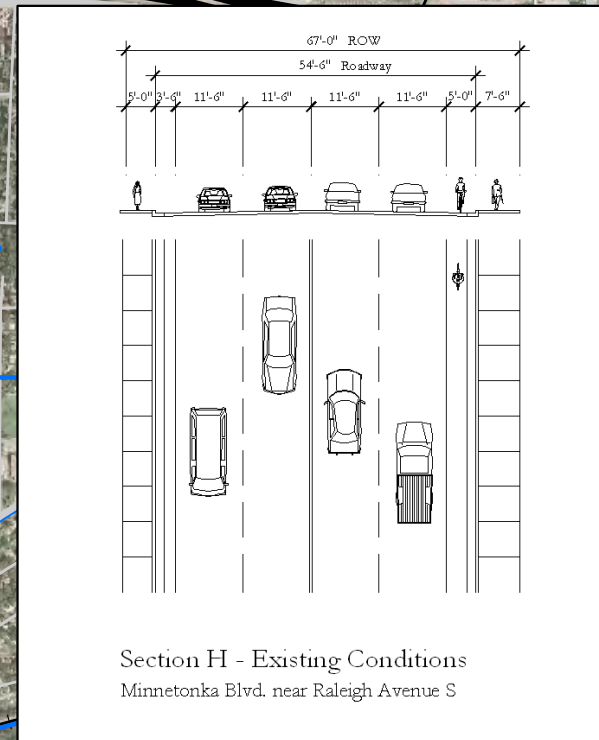 67'-0" ROW
54'-6" Roadway
5'-0" 3'-6" 11'-6" 11'-6" 11'-6" 11'-6" 5'-0" 7'-6"
Section H - Existing Conditions
Minnetonka Blvd. near Raleigh Avenue S